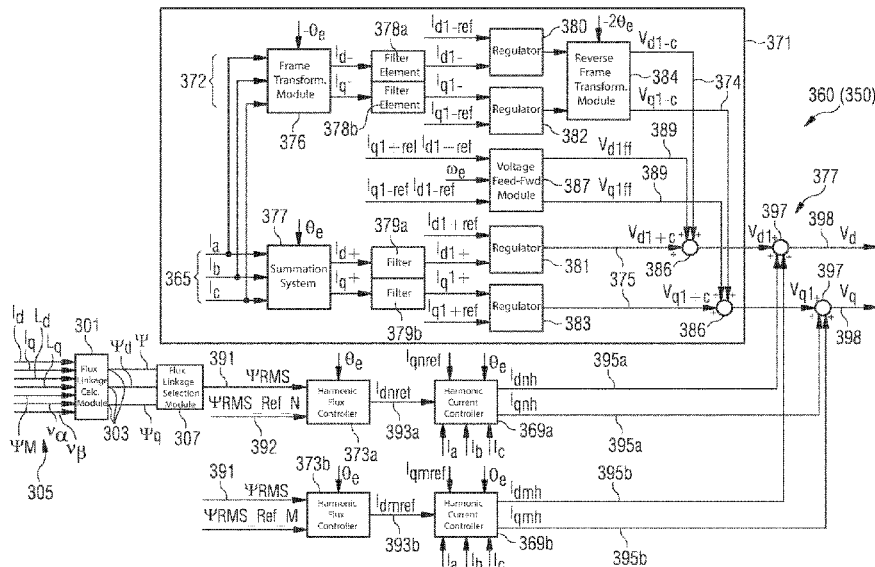 -θe
378a
Id1-ref
380
-2θe
Vd1-c
371
372
Frame Transform. Module
Id-
Iq-
Filter Element
Filter Element
Id1-
Iq1-
Regulator
Reverse Frame Transform. Module
384
374
Vq1-c
360 (350)
376
378b
Iq1-ref
Regulator
382
389
Vd1ff
Iq1+ref Id1-ref
ωe
Iq1-ref Id1-ref
Voltage Feed-Fwd Module
387
Vq1ff
389
377
θe
379a
Id1+ref
377
397
398
Ia
Ib
Ic
365
Summation System
Id+
Iq+
Filter
Filter
Id1+
Iq1+
Regulator
381
Vd1+c
386
Vd1
Vd
375
Vq1+c
Vq1
397
Vq
379b
Iq1+ref
Regulator
383
386
398
Id
Iq
Ld
Lq
301
Flux Linkage Calc. Module
Ψd
Ψ
Flux Linkage Selection Module
391
ΨRMS
θe
Iqnref
θe
395a
ΨM
vα
vβ
303
Ψq
307
ΨRMS_Ref_N
392
Harmonic Flux Controller
Idnref
393a
Harmonic Current Controller
Idnh
Iqnh
305
373a
Ia
Ib
Ic
369a
395a
373b
θe
Iqmref
θe
395b
391
ΨRMS
ΨRMS_Ref_M
Harmonic Flux Controller
Idmref
393b
Harmonic Current Controller
Idmh
Iqmh
369b
395b
Ia
Ib
Ic